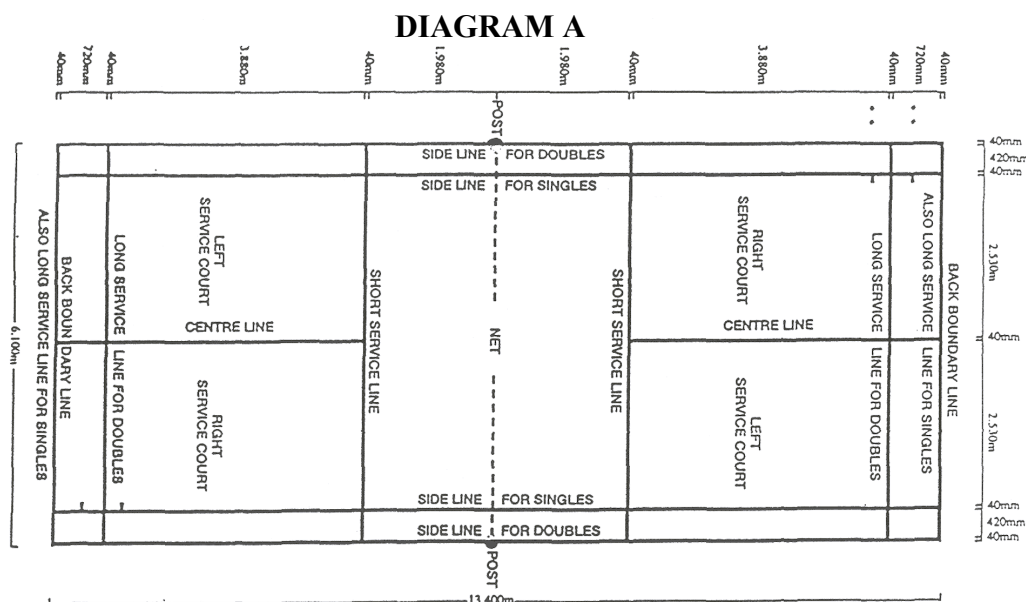 DIAGRAM A
40mm
720mm
40mm
3.880m
40mm
1.980m
1.980m
40mm
3.880m
40mm
720mm
40mm
POST
40mm
420mm
40mm
SIDE LINE FOR DOUBLES
SIDE LINE FOR SINGLES
LEFT
SERVICE COURT
RIGHT
SERVICE COURT
2.530m
ALSO LONG SERVICE LINE FOR SINGLES
BACK BOUNDARY LINE
LONG SERVICE LINE FOR DOUBLES
SHORT SERVICE LINE
NET
SHORT SERVICE LINE
LONG SERVICE LINE FOR DOUBLES
ALSO LONG SERVICE LINE FOR SINGLES
BACK BOUNDARY LINE
6.100m
CENTRE LINE
CENTRE LINE
40mm
RIGHT
SERVICE COURT
LEFT
SERVICE COURT
2.530m
SIDE LINE FOR SINGLES
SIDE LINE FOR DOUBLES
40mm
420mm
40mm
POST
13.400m